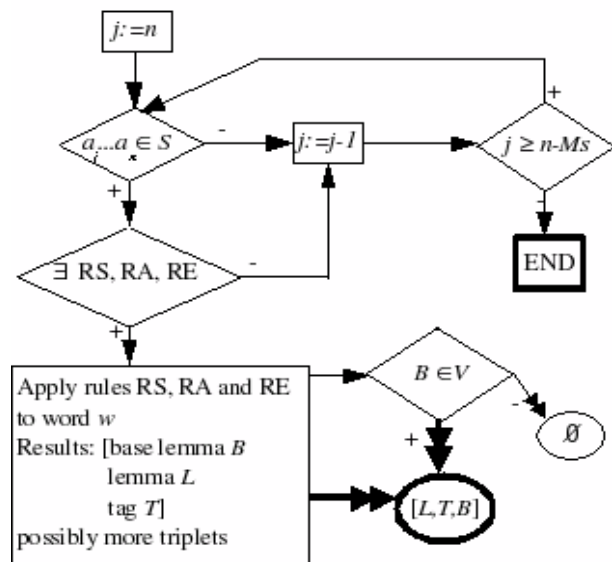 j:=n
+
a_j...a_n ∈ S
-
j:=j-1
j ≥ n-Ms
+
-
∃ RS, RA, RE
-
END
+
Apply rules RS, RA and RE
to word w
Results: [base lemma B
lemma L
tag T]
possibly more triplets
B ∈V
-
Ø
+
[L,T,B]